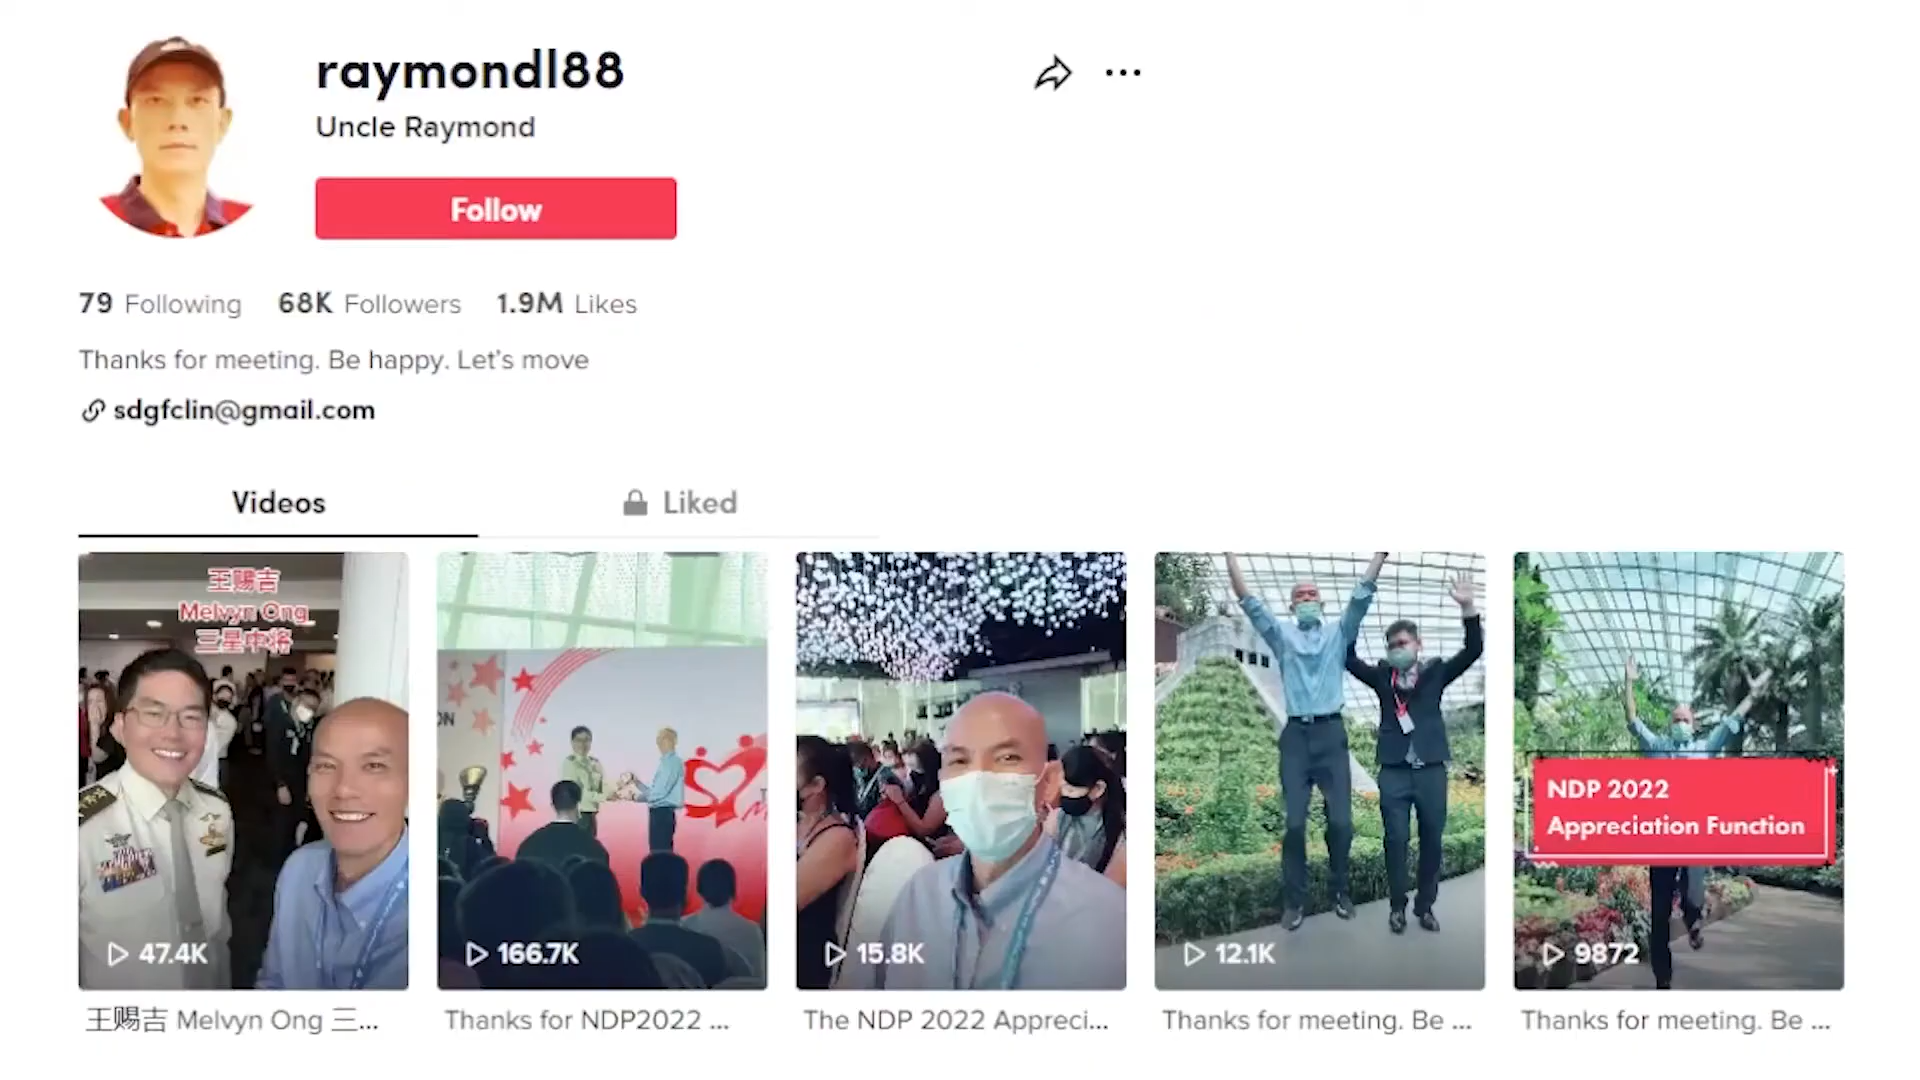 raymondl88
Uncle Raymond
Follow
79 Following 68K Followers 1.9M Likes
Thanks for meeting. Be happy. Let's move
sdgfclin@gmail.com
Videos
Liked
王赐吉
Melvyn Ong
三星中将
47.4K
ON
166.7K
15.8K
12.1K
NDP 2022
Appreciation Function
9872
王赐吉 Melvyn Ong 三...
Thanks for NDP2022 ...
The NDP 2022 Appreci...
Thanks for meeting. Be ...
Thanks for meeting. Be ...